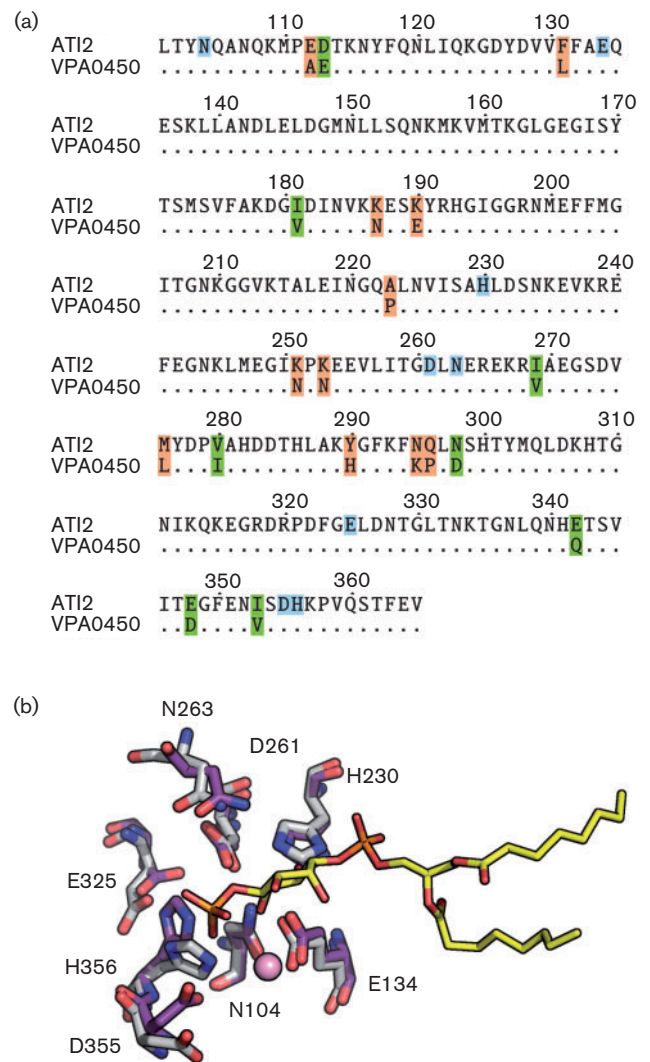 (a)
110 120 130
ATI2 LTYNQANQKMPEDTKNYFQNLIQKGDYDVVFFAEQ
VPA0450 ...........AE.................L....
140 150 160 170
ATI2 ESKLLANDLELDGMNLLSQNKMKVMTKGLGEGISY
VPA0450 ...................................
180 190 200
ATI2 TSMSVFAKDGIDINVKKESKYRHGIGGRNMEFFMG
VPA0450 ..........V.....N..E...............
210 220 230 240
ATI2 ITGNKGGVKTALEINGQALNVISAHLDSNKEVKRE
VPA0450 .................P.................
250 260 270
ATI2 FEGNKLMEGIKPKEEVLITGDLNEREKRIAEGSDV
VPA0450 ..........N.N...............V......
280 290 300 310
ATI2 MYDPVAHDDTHLAKYGFKFNQLNSHTYMQLDKHTG
VPA0450 L...I.........H....KP.D............
320 330 340
ATI2 NIKQKEGRDRPDFGELDNTGLTNKTGNLQNHETSV
VPA0450 ...............................Q...
350 360
ATI2 ITEGFENISDHKPVQSTFEV
VPA0450 ..D....V............
(b)
N263
D261
H230
E325
H356
N104
E134
D355